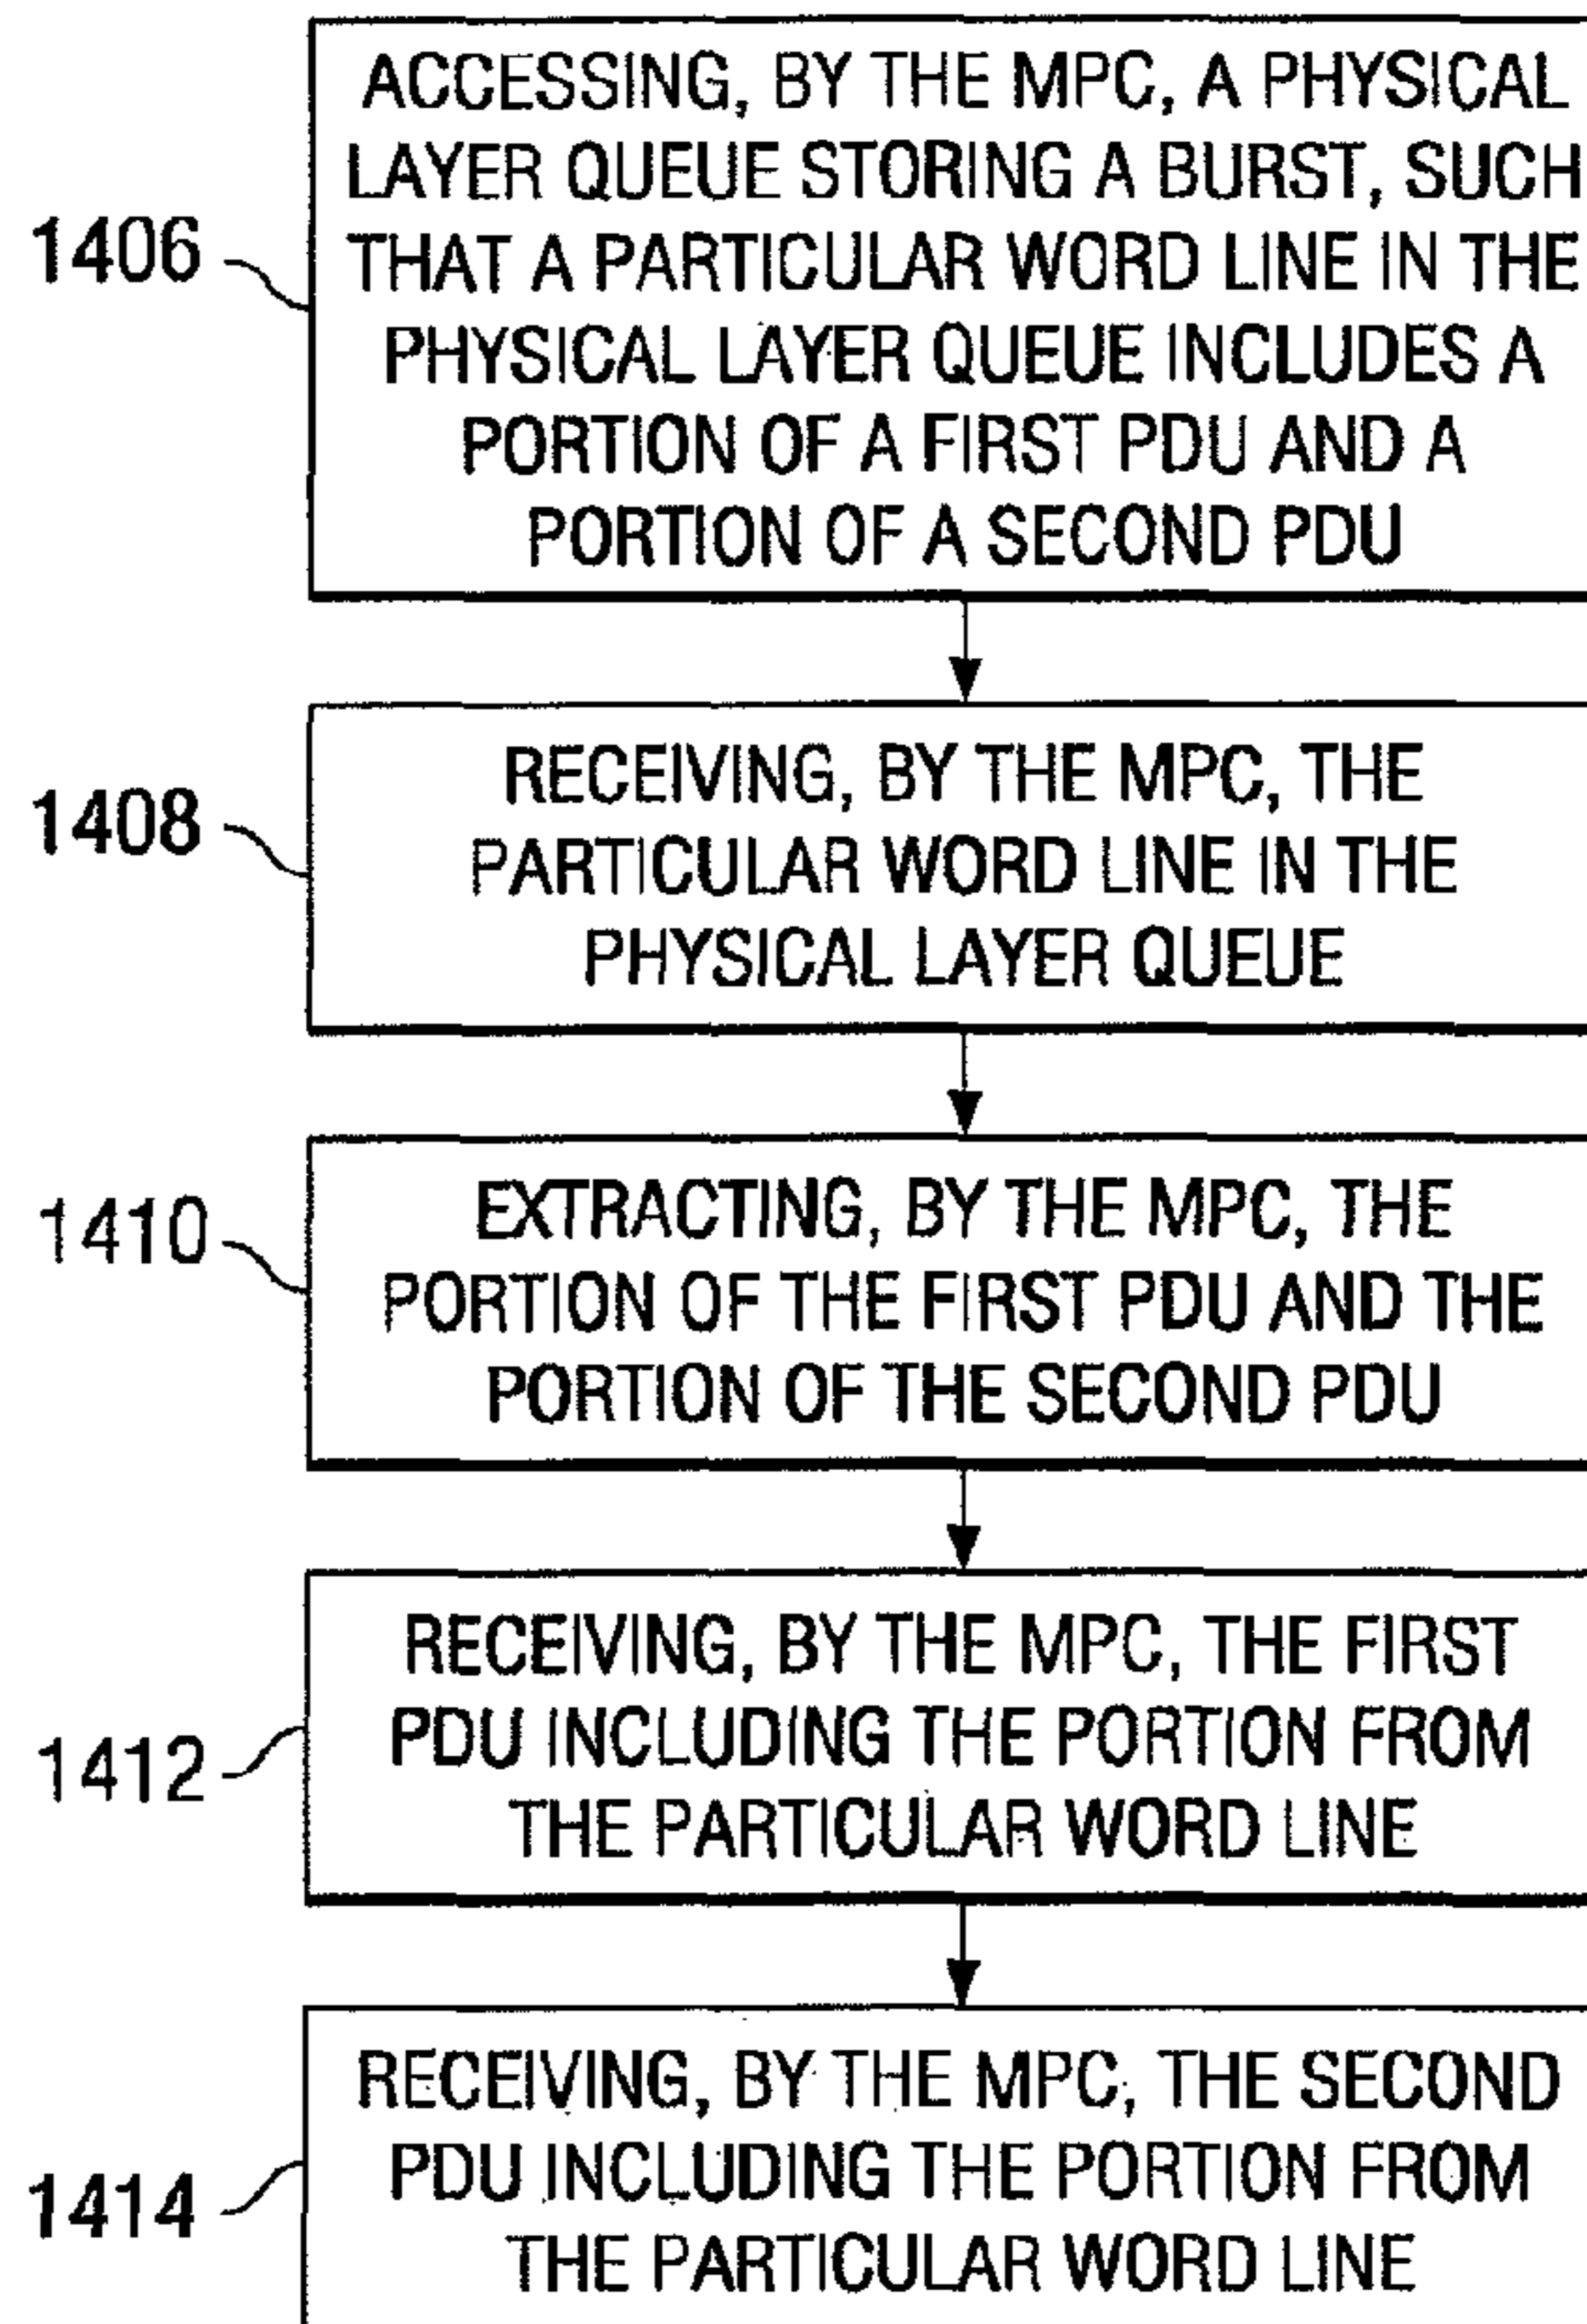 ACCESSING, BY THE MPC, A PHYSICAL
LAYER QUEUE STORING A BURST, SUCH
1406
THAT A PARTICULAR WORD LINE IN THE
PHYSICAL LAYER QUEUE INCLUDES A
PORTION OF A FIRST PDU AND A
PORTION OF A SECOND PDU
RECEIVING, BY THE MPC, THE
1408
PARTICULAR WORD LINE IN THE
PHYSICAL LAYER QUEUE
EXTRACTING, BY THE MPC, THE
1410
PORTION OF THE FIRST PDU AND THE
PORTION OF THE SECOND PDU
RECEIVING, BY THE MPC, THE FIRST
PDU INCLUDING THE PORTION FROM
1412
THE PARTICULAR WORD LINE
RECEIVING, BY THE MPC, THE SECOND
PDU INCLUDING THE PORTION FROM
1414
THE PARTICULAR WORD LINE